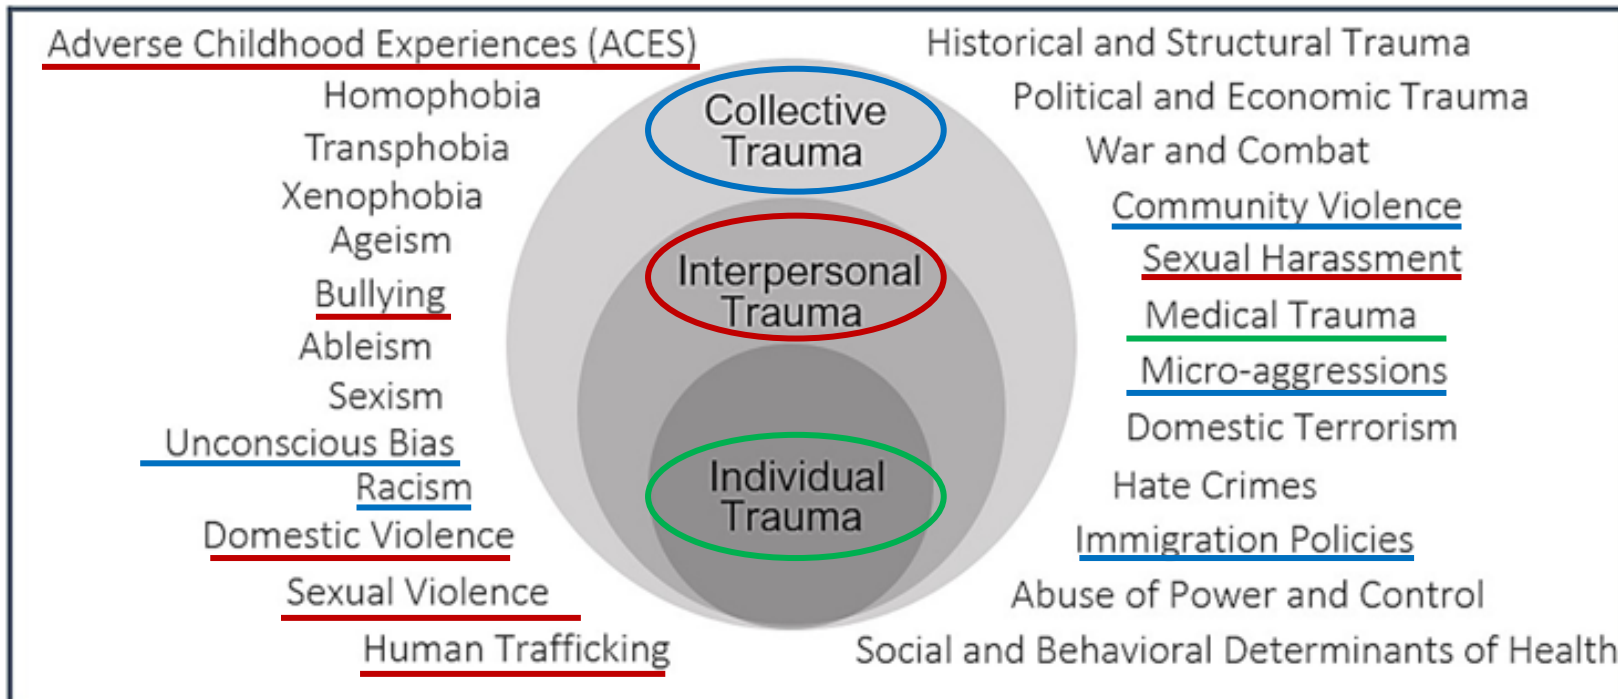 Adverse Childhood Experiences (ACES)
Homophobia
Transphobia
Xenophobia
Ageism
Bullying
Ableism
Sexism
Unconscious Bias
Racism
Domestic Violence
Sexual Violence
Human Trafficking
Collective
Trauma
Interpersonal
Trauma
Individual
Trauma
Historical and Structural Trauma
Political and Economic Trauma
War and Combat
Community Violence
Sexual Harassment
Medical Trauma
Micro-aggressions
Domestic Terrorism
Hate Crimes
Immigration Policies
Abuse of Power and Control
Social and Behavioral Determinants of Health